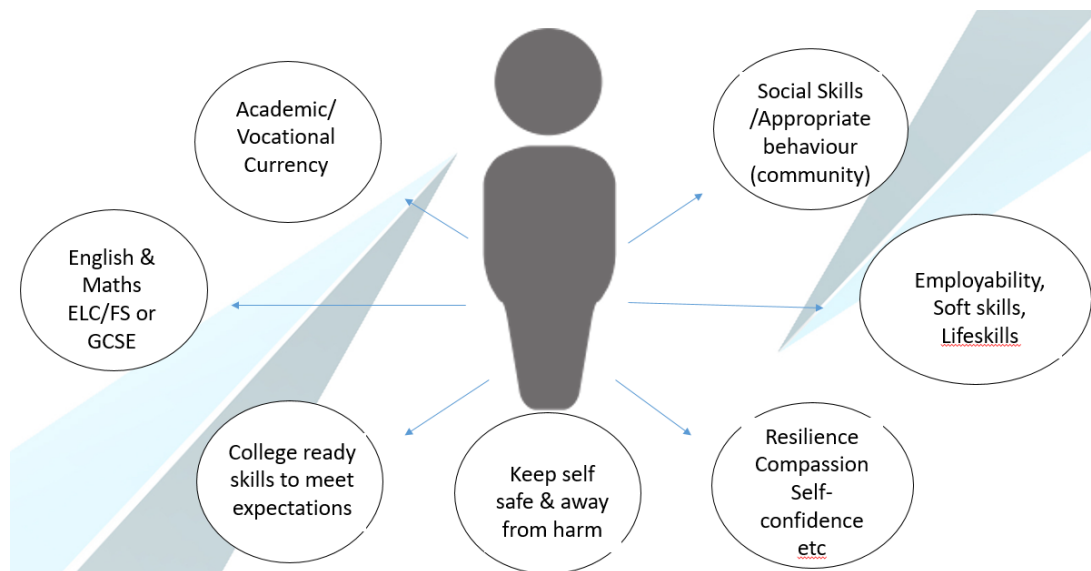 Academic/
Vocational
Currency
Social Skills
/Appropriate
behaviour
(community)
English &
Maths
ELC/FS or
GCSE
Employability,
Soft skills,
Lifeskills
College ready
skills to meet
expectations
Keep self
safe & away
from harm
Resilience
Compassion
Self-
confidence
etc